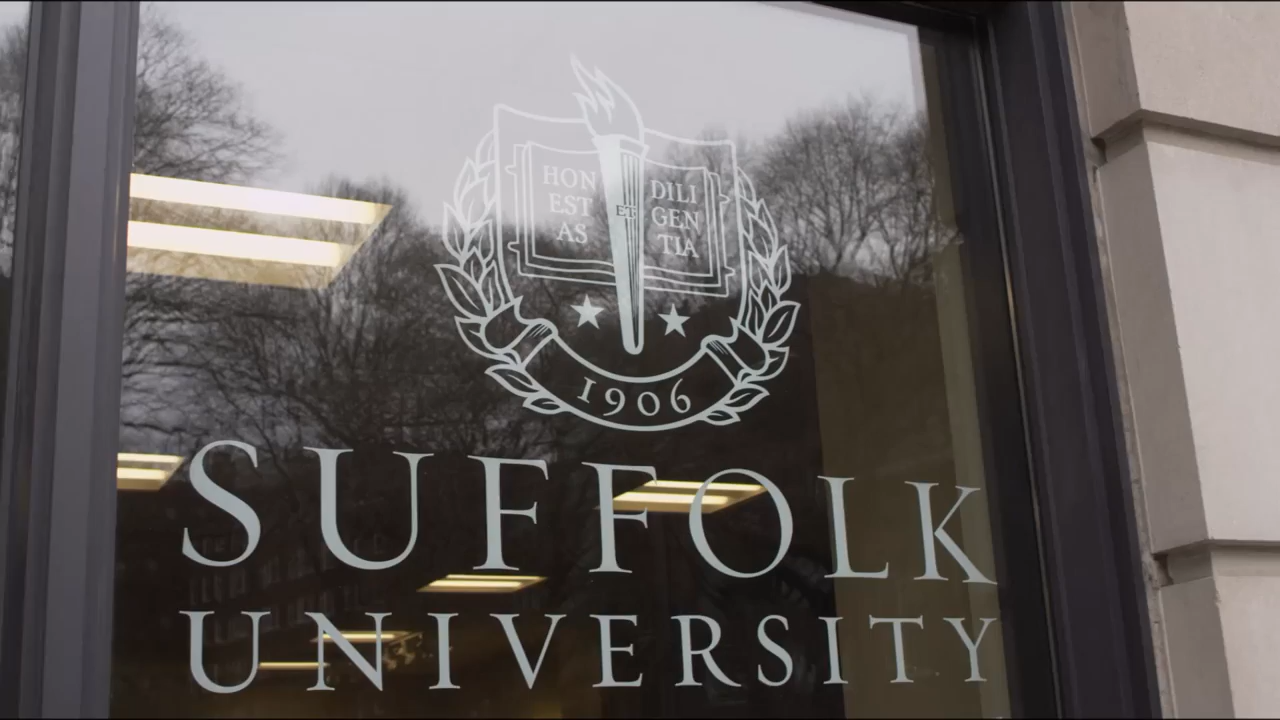 HON
EST
AS
ET
DILI
GEN
TIA
1906
SUFFOLK
UNIVERSITY